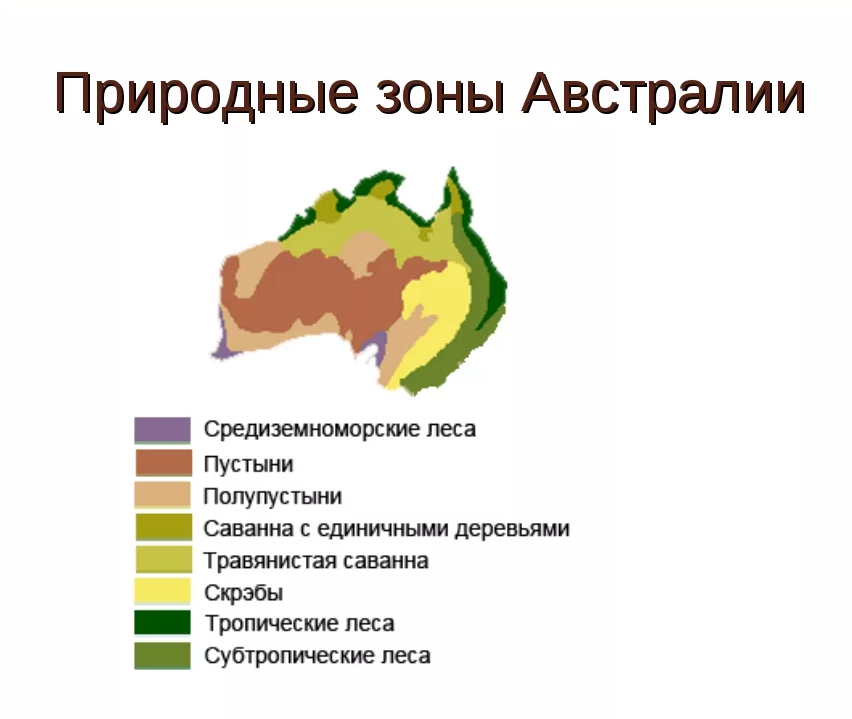 Природные зоны Австралии
Средиземноморские леса
Пустыни
Полупустыни
Саванна с единичными деревьями
Травянистая саванна
Скрэбы
Тропические леса
Субтропические леса